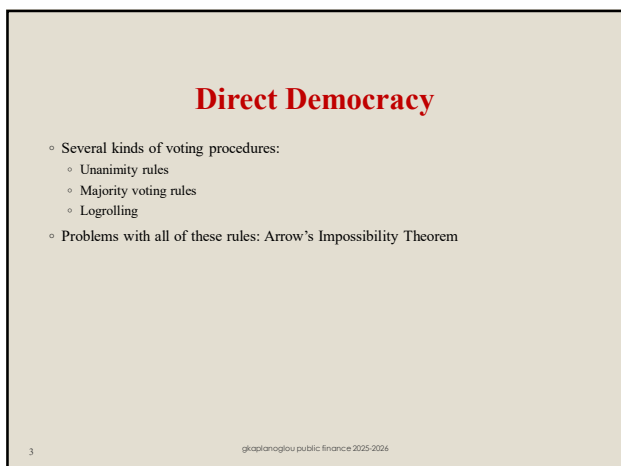 Direct Democracy
◦ Several kinds of voting procedures:
◦ Unanimity rules
◦ Majority voting rules
◦ Logrolling
◦ Problems with all of these rules: Arrow's Impossibility Theorem
3
gkaplanoglou public finance 2025-2026